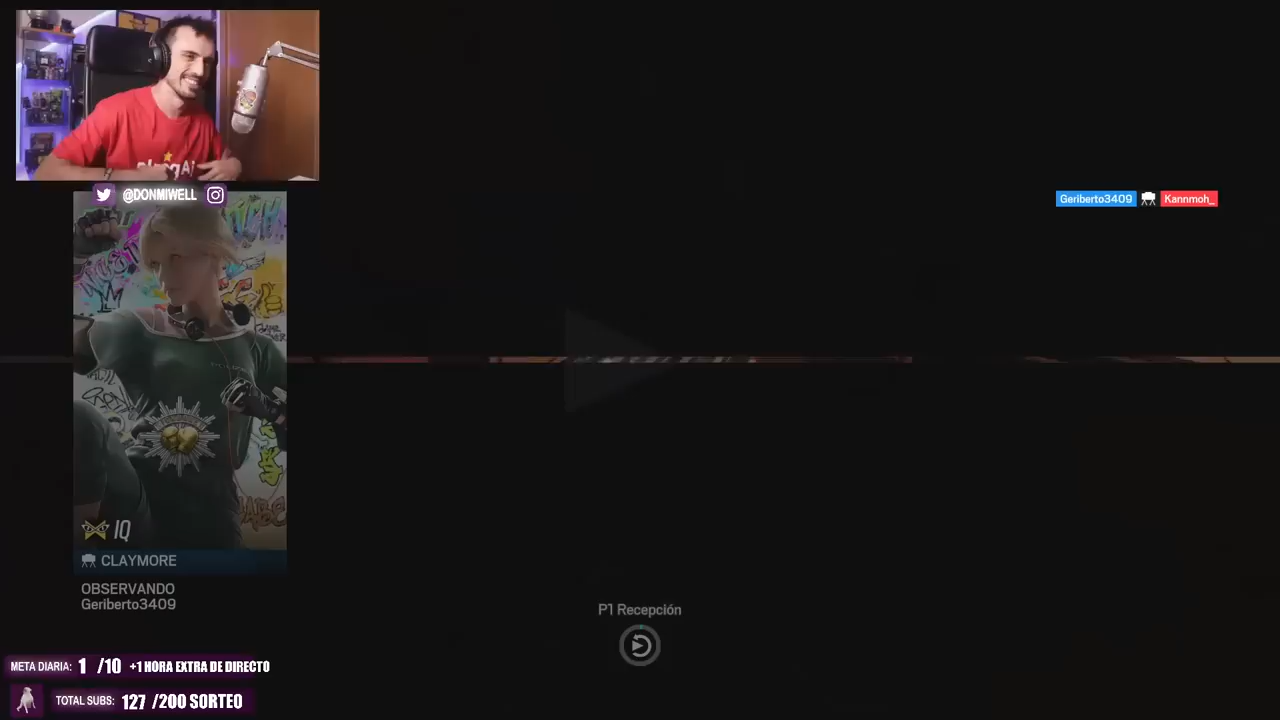 @DONMIWELL
Geriberto3409 Kannmoh_
IQ
CLAYMORE
OBSERVANDO
Geriberto3409
P1 Recepción
META DIARIA: 1 /10 +1 HORA EXTRA DE DIRECTO
TOTAL SUBS: 127 /200 SORTEO